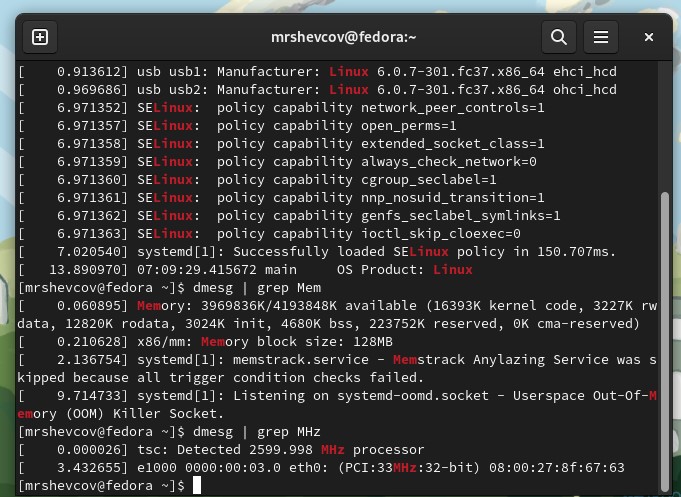 mrshevcov@fedora:~
[    0.913612] usb usb1: Manufacturer: Linux 6.0.7-301.fc37.x86_64 ehci_hcd
[    0.969686] usb usb2: Manufacturer: Linux 6.0.7-301.fc37.x86_64 ohci_hcd
[    6.971352] SELinux:  policy capability network_peer_controls=1
[    6.971357] SELinux:  policy capability open_perms=1
[    6.971358] SELinux:  policy capability extended_socket_class=1
[    6.971359] SELinux:  policy capability always_check_network=0
[    6.971360] SELinux:  policy capability cgroup_seclabel=1
[    6.971361] SELinux:  policy capability nnp_nosuid_transition=1
[    6.971362] SELinux:  policy capability genfs_seclabel_symlinks=1
[    6.971363] SELinux:  policy capability ioctl_skip_cloexec=0
[    7.020540] systemd[1]: Successfully loaded SELinux policy in 150.707ms.
[   13.890970] 07:09:29.415672 main     OS Product: Linux
[mrshevcov@fedora ~]$ dmesg | grep Mem
[    0.060895] Memory: 3969836K/4193848K available (16393K kernel code, 3227K rw
data, 12820K rodata, 3024K init, 4680K bss, 223752K reserved, 0K cma-reserved)
[    0.210628] x86/mm: Memory block size: 128MB
[    2.136754] systemd[1]: memstrack.service - Memstrack Anylazing Service was s
kipped because all trigger condition checks failed.
[    9.714733] systemd[1]: Listening on systemd-oomd.socket - Userspace Out-Of-M
emory (OOM) Killer Socket.
[mrshevcov@fedora ~]$ dmesg | grep MHz
[    0.000026] tsc: Detected 2599.998 MHz processor
[    3.432655] e1000 0000:00:03.0 eth0: (PCI:33MHz:32-bit) 08:00:27:8f:67:63
[mrshevcov@fedora ~]$